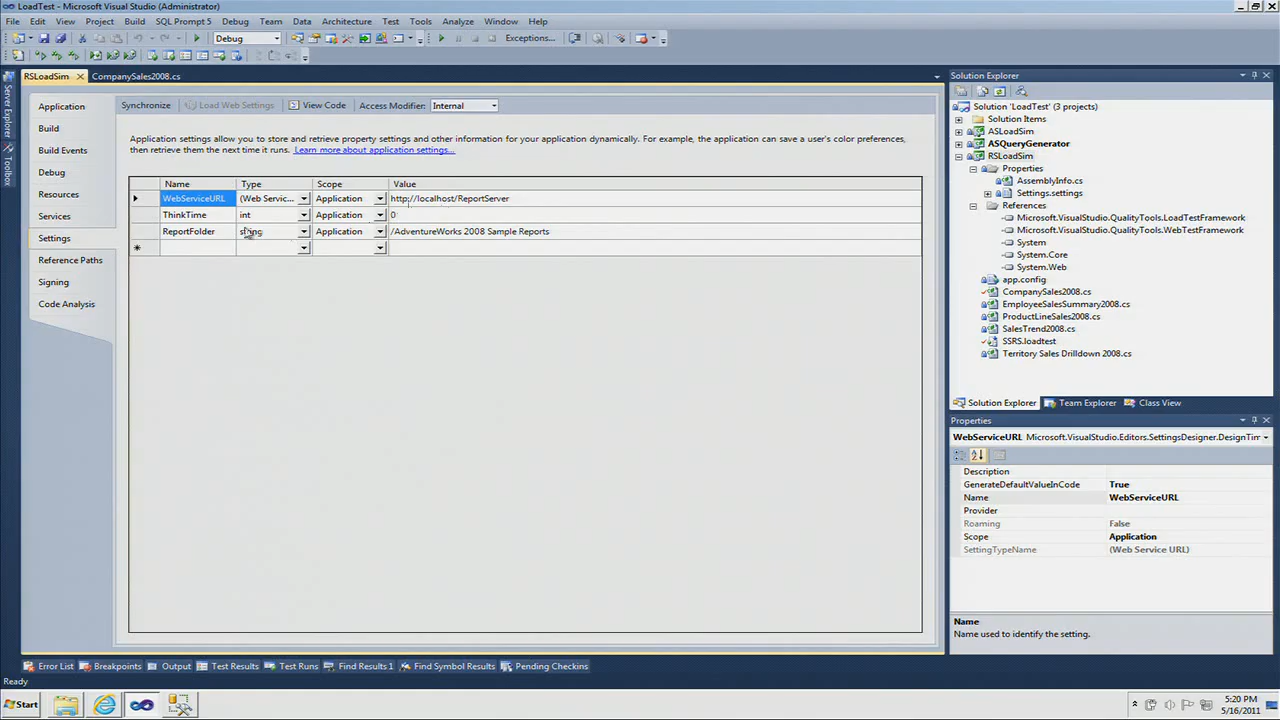 LoadTest - Microsoft Visual Studio (Administrator)
File Edit View Project Build SQL Prompt 5 Debug Team Data Architecture Test Tools Analyze Window Help
Debug Exceptions...
RSLoadSim CompanySales2008.cs
Server Explorer
Toolbox
Application
Build
Build Events
Debug
Resources
Services
Settings
Reference Paths
Signing
Code Analysis
Synchronize Load Web Settings View Code Access Modifier: Internal
Application settings allow you to store and retrieve property settings and other information for your application dynamically. For example, the application can save a user's color preferences,
then retrieve them the next time it runs. Learn more about application settings...
Name Type Scope Value
WebServiceURL (Web Servic... Application http://localhost/ReportServer
ThinkTime int Application 0
ReportFolder string Application /AdventureWorks 2008 Sample Reports
Solution Explorer
Solution 'LoadTest' (3 projects)
Solution Items
ASLoadSim
ASQueryGenerator
RSLoadSim
Properties
AssemblyInfo.cs
Settings.settings
References
Microsoft.VisualStudio.QualityTools.LoadTestFramework
Microsoft.VisualStudio.QualityTools.WebTestFramework
System
System.Core
System.Web
app.config
CompanySales2008.cs
EmployeeSalesSummary2008.cs
ProductLineSales2008.cs
SalesTrend2008.cs
SSRS.loadtest
Territory Sales Drilldown 2008.cs
Solution Explorer Team Explorer Class View
Properties
WebServiceURL Microsoft.VisualStudio.Editors.SettingsDesigner.DesignTim
Description
GenerateDefaultValueInCode True
Name WebServiceURL
Provider
Roaming False
Scope Application
SettingTypeName (Web Service URL)
Name
Name used to identify the setting.
Error List Breakpoints Output Test Results Test Runs Find Results 1 Find Symbol Results Pending Checkins
Ready
Start
5:20 PM
5/16/2011